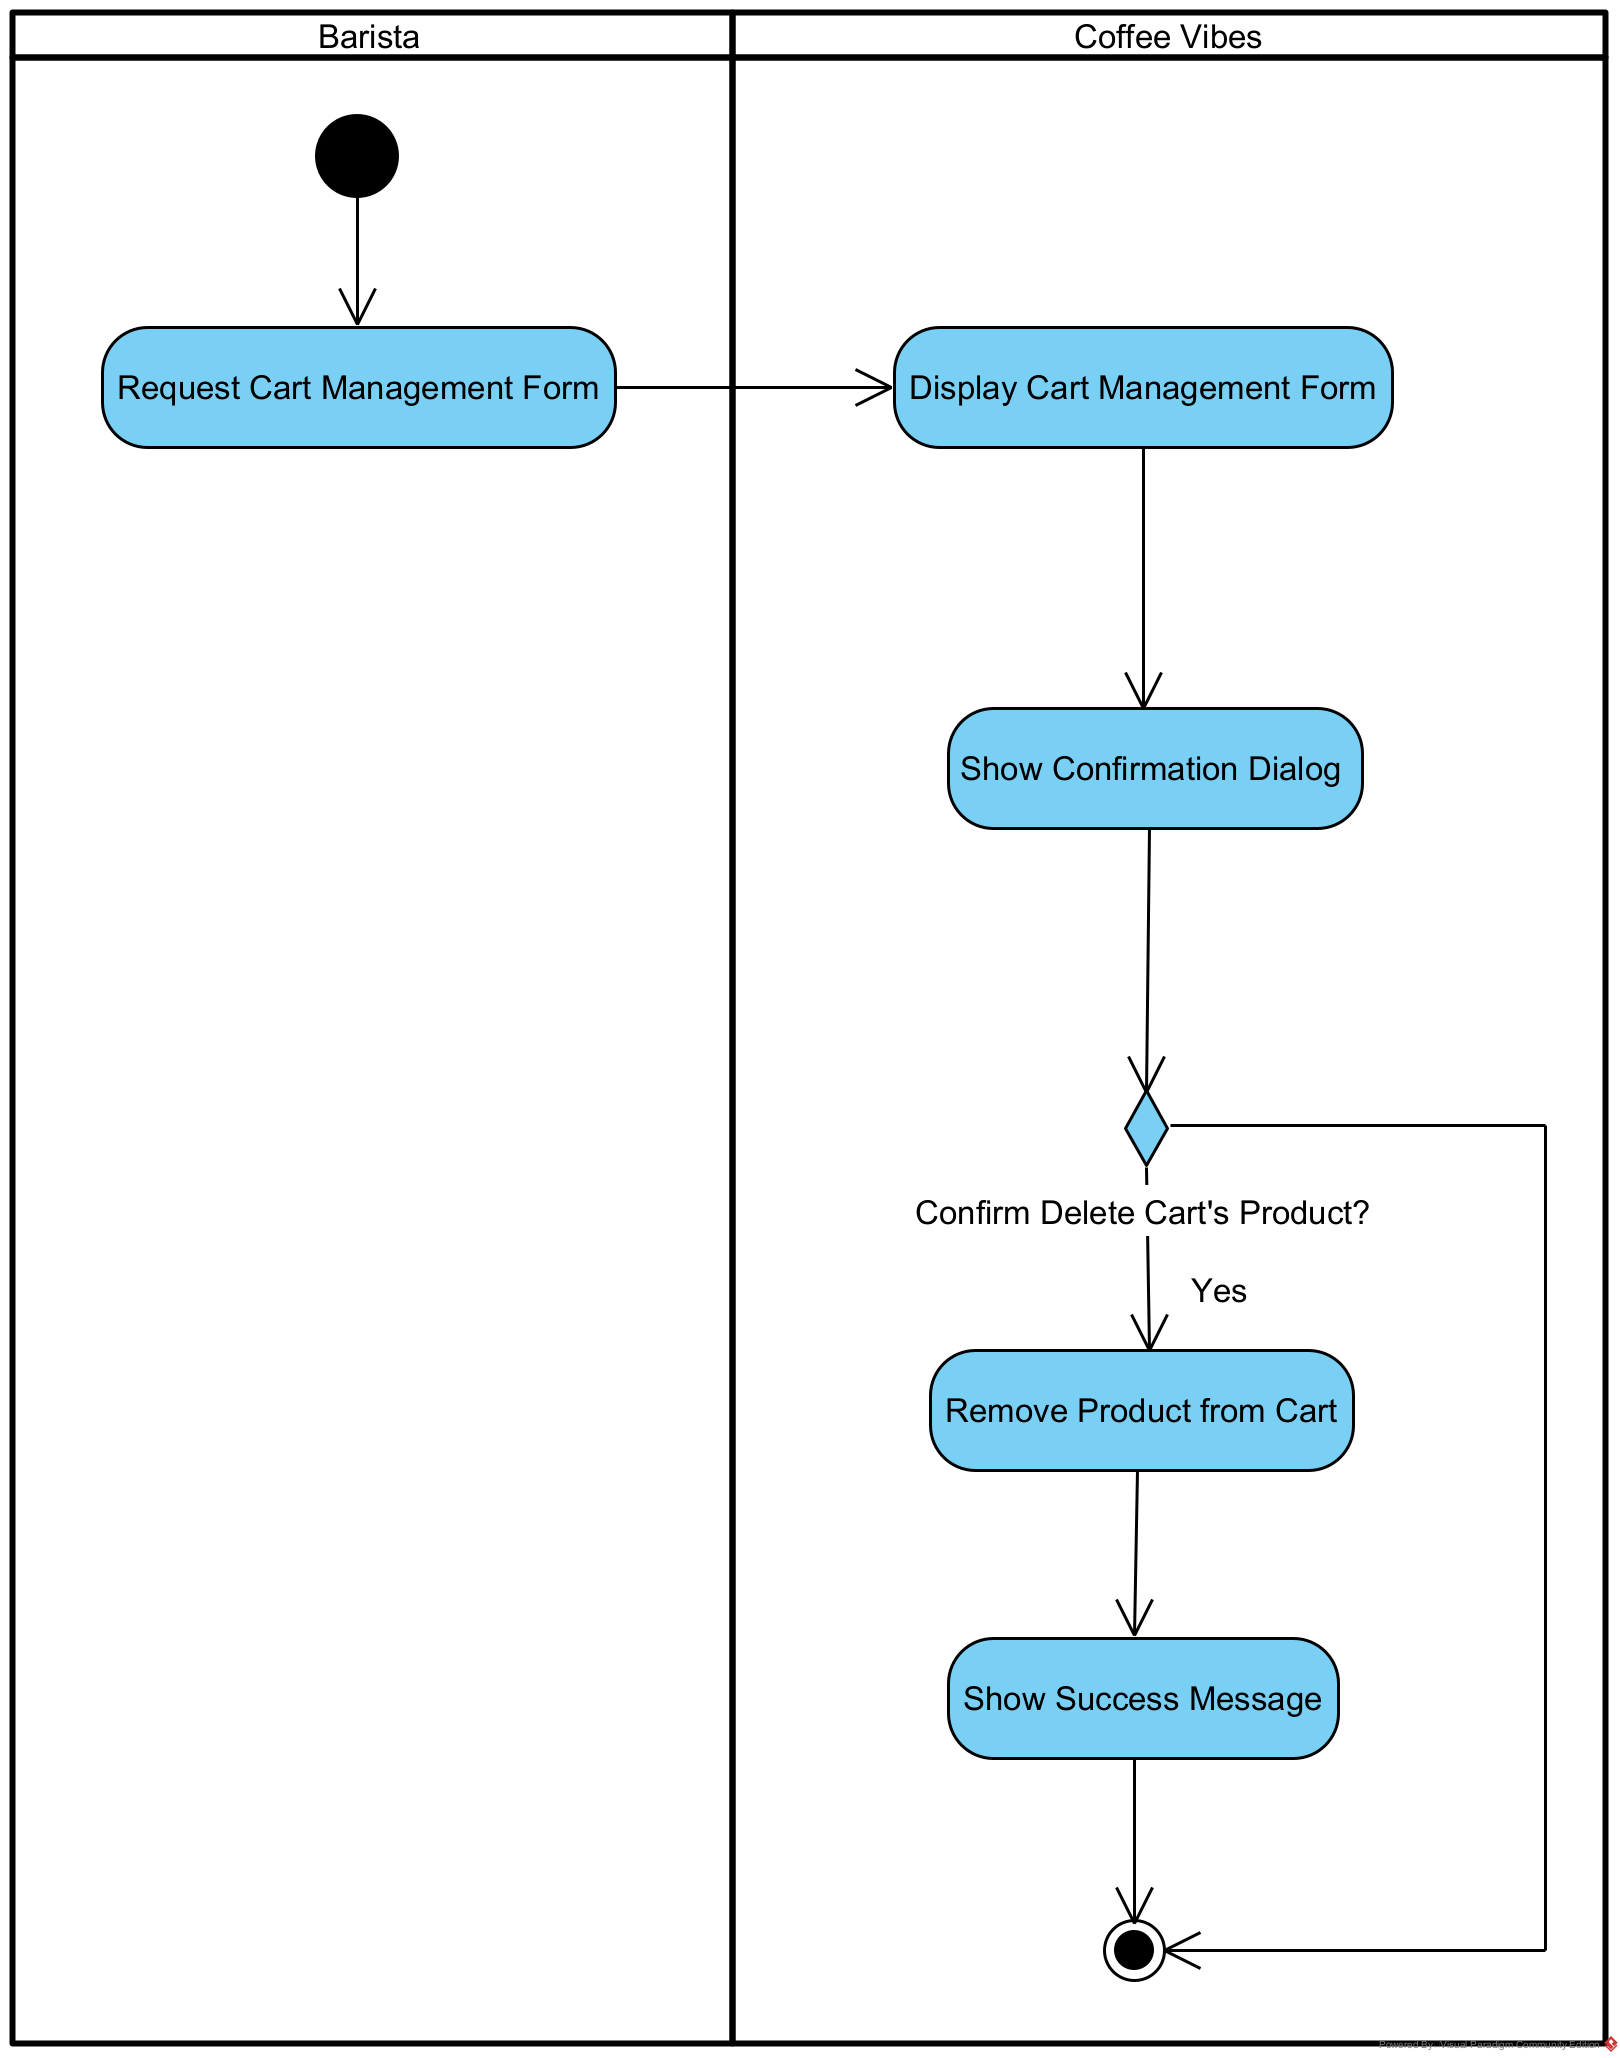 Barista
Coffee Vibes
Request Cart Management Form
Display Cart Management Form
Show Confirmation Dialog
Confirm Delete Cart's Product?
Yes
Remove Product from Cart
Show Success Message
Powered By: Visual Paradigm Community Edition